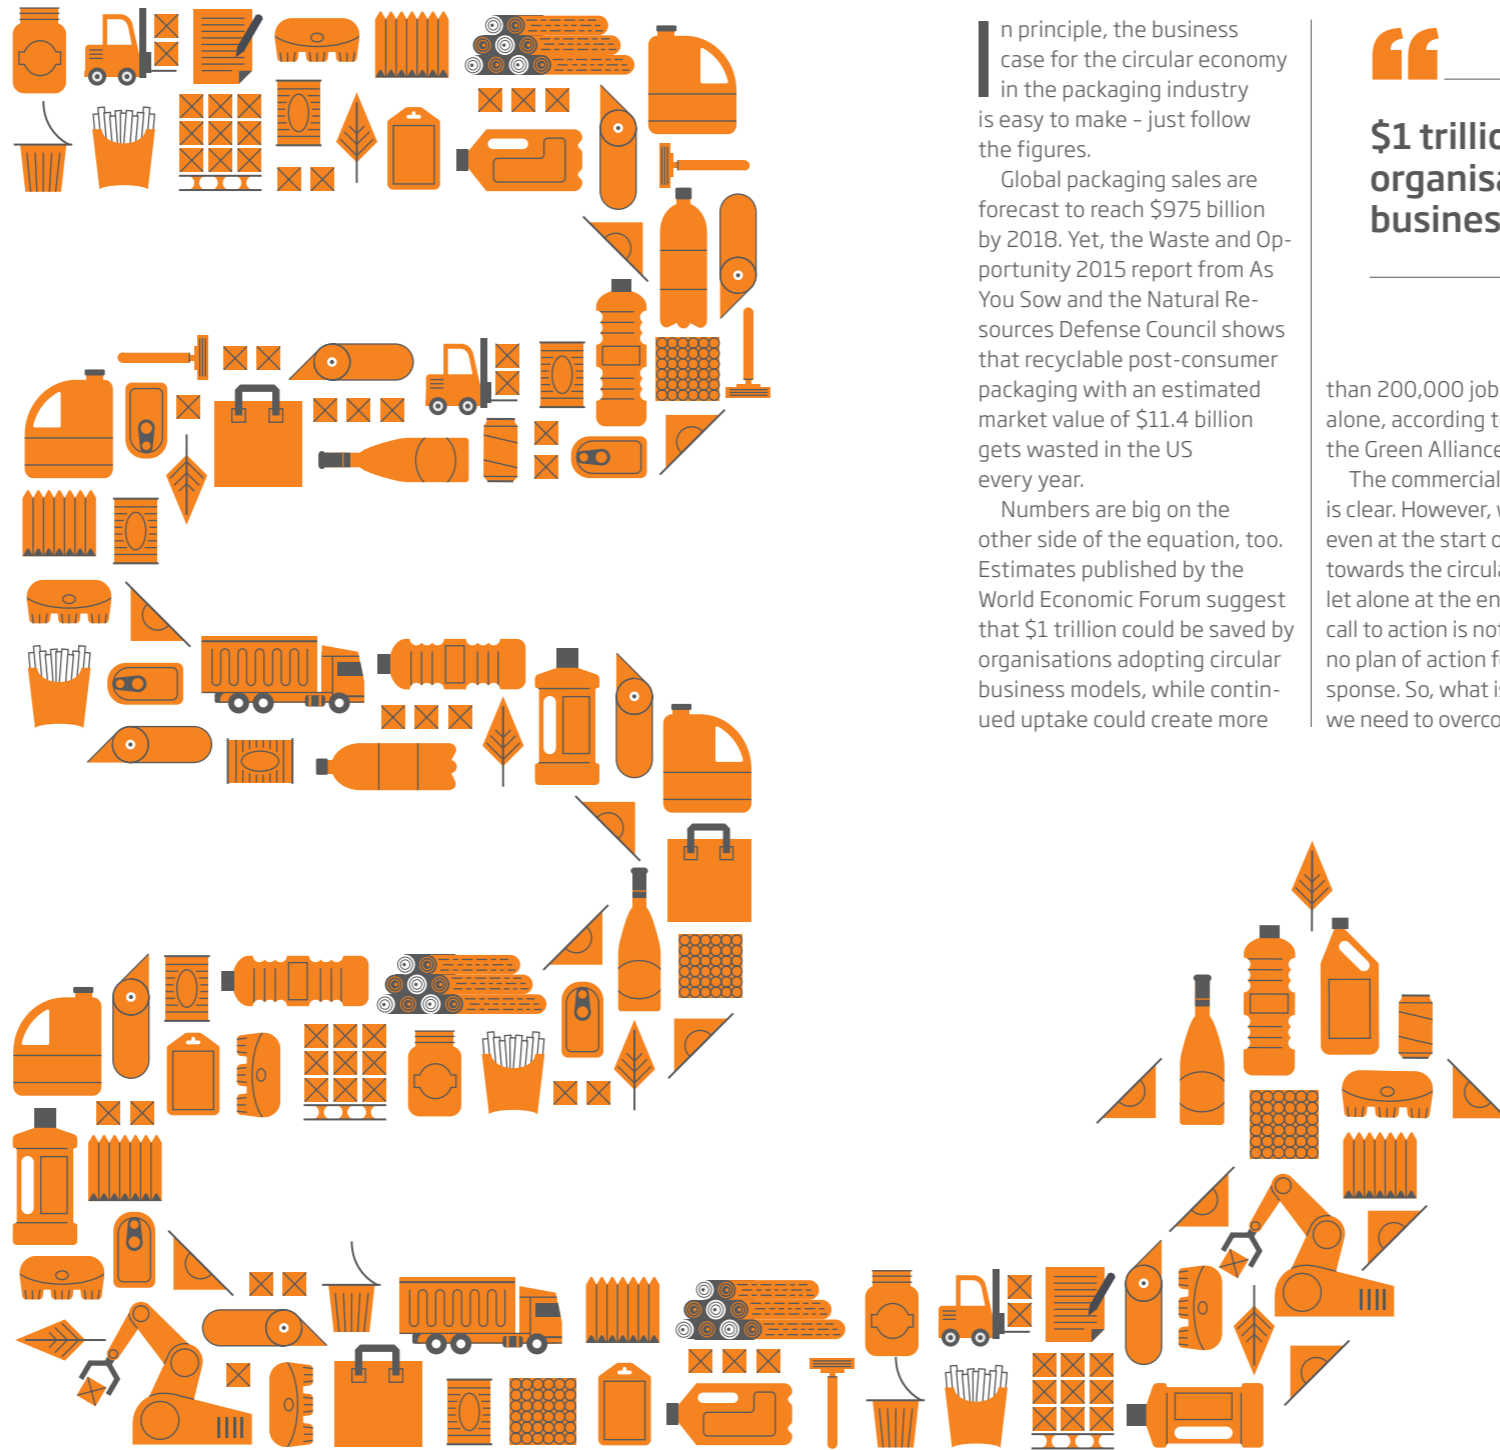 In principle, the business
case for the circular economy
in the packaging industry
is easy to make – just follow
the figures.
Global packaging sales are
forecast to reach $975 billion
by 2018. Yet, the Waste and Op-
portunity 2015 report from As
You Sow and the Natural Re-
sources Defense Council shows
that recyclable post-consumer
packaging with an estimated
market value of $11.4 billion
gets wasted in the US
every year.
Numbers are big on the
other side of the equation, too.
Estimates published by the
World Economic Forum suggest
that $1 trillion could be saved by
organisations adopting circular
business models, while contin-
ued uptake could create more
“
$1
than 200,000
alone, according
the Green Alliance
The commercial
is clear. However,
even at the start
towards the
let alone at the
call to action is
no plan of action
sponse. So, what
we need to